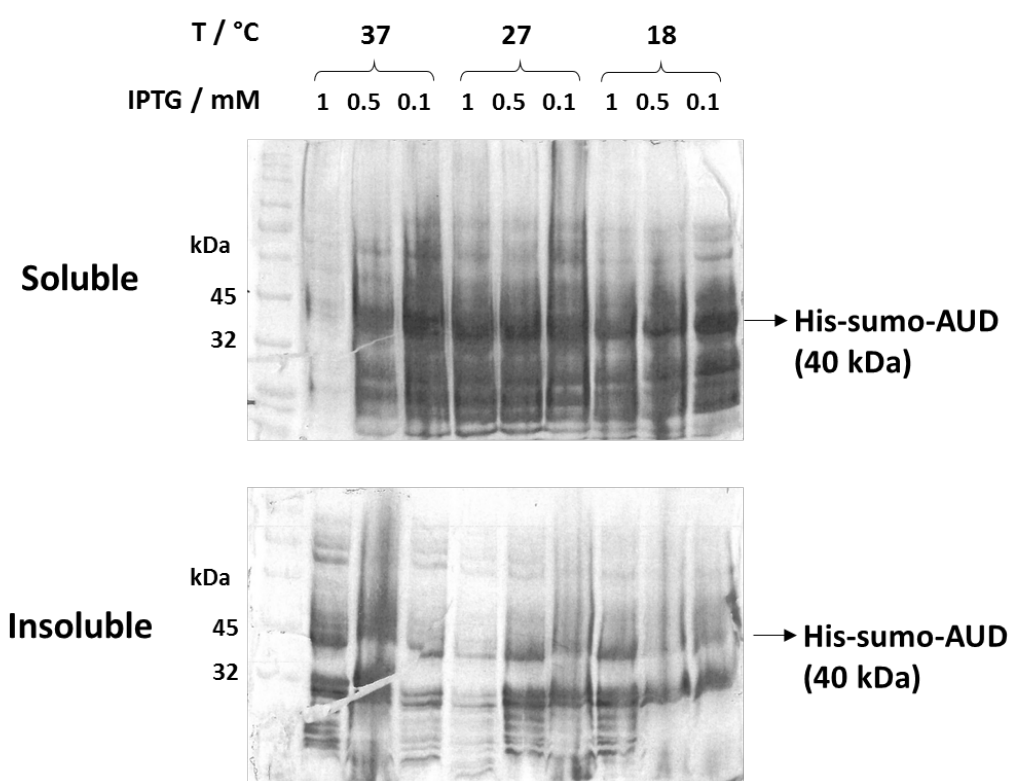 T / °C 37 27 18
IPTG / mM 1 0.5 0.1 1 0.5 0.1 1 0.5 0.1
kDa
Soluble
45
32
His-sumo-AUD
(40 kDa)
kDa
Insoluble
45
32
His-sumo-AUD
(40 kDa)